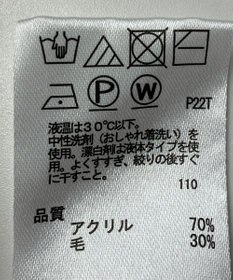 P W P22T
液温は30℃以下。
中性洗剤(おしゃれ着洗い)を
使用。漂白剤は液体タイプを使
用。よくすすぎ、絞りの後すぐ
に干すこと。
110
品質
アクリル 70%
毛 30%